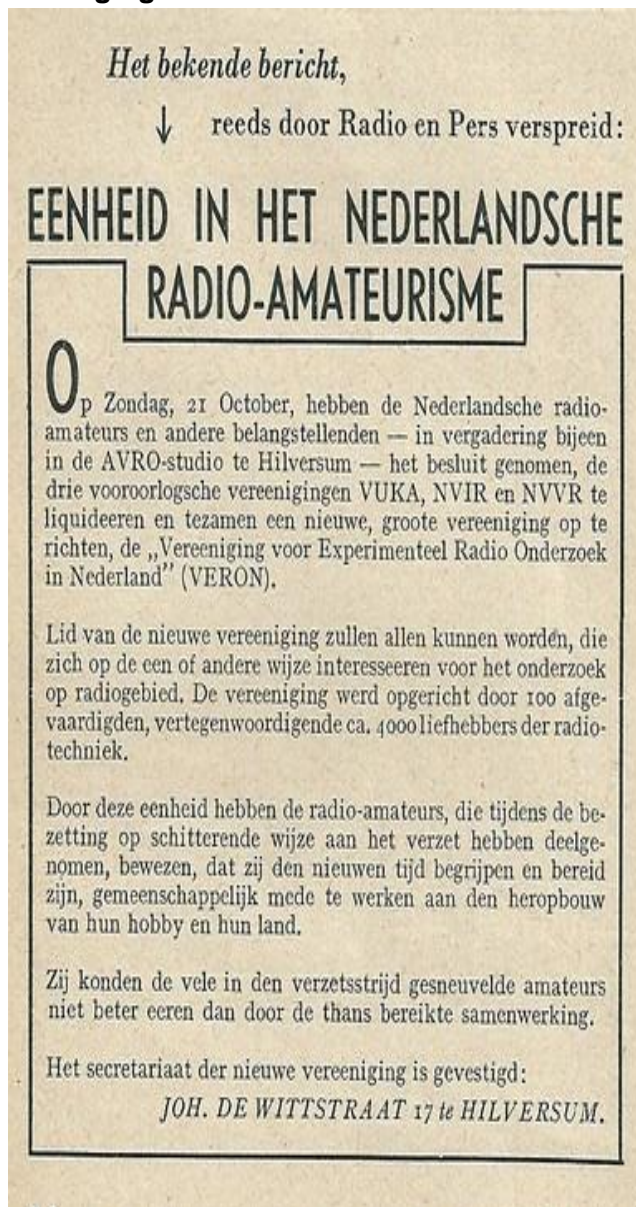 Het bekende bericht,
↓ reeds door Radio en Pers verspreid:
EENHEID IN HET NEDERLANDSCHE
RADIO-AMATEURISME
Op Zondag, 21 October, hebben de Nederlandsche radio-
amateurs en andere belangstellenden — in vergadering bijeen
in de AVRO-studio te Hilversum — het besluit genomen, de
drie vooroorlogsche vereenigingen VUKA, NVIR en NVVR te
liquideeren en tezamen een nieuwe, groote vereeniging op te
richten, de „Vereeniging voor Experimenteel Radio Onderzoek
in Nederland” (VERON).
Lid van de nieuwe vereeniging zullen allen kunnen worden, die
zich op de een of andere wijze interesseeren voor het onderzoek
op radiogebied. De vereeniging werd opgericht door 100 afge-
vaardigden, vertegenwoordigende ca. 4000 liefhebbers der radio-
techniek.
Door deze eenheid hebben de radio-amateurs, die tijdens de be-
zetting op schitterende wijze aan het verzet hebben deelge-
nomen, bewezen, dat zij den nieuwen tijd begrijpen en bereid
zijn, gemeenschappelijk mede te werken aan den heropbouw
van hun hobby en hun land.
Zij konden de vele in den verzetsstrijd gesneuvelde amateurs
niet beter eeren dan door de thans bereikte samenwerking.
Het secretariaat der nieuwe vereeniging is gevestigd:
JOH. DE WITTSTRAAT 17 te HILVERSUM.